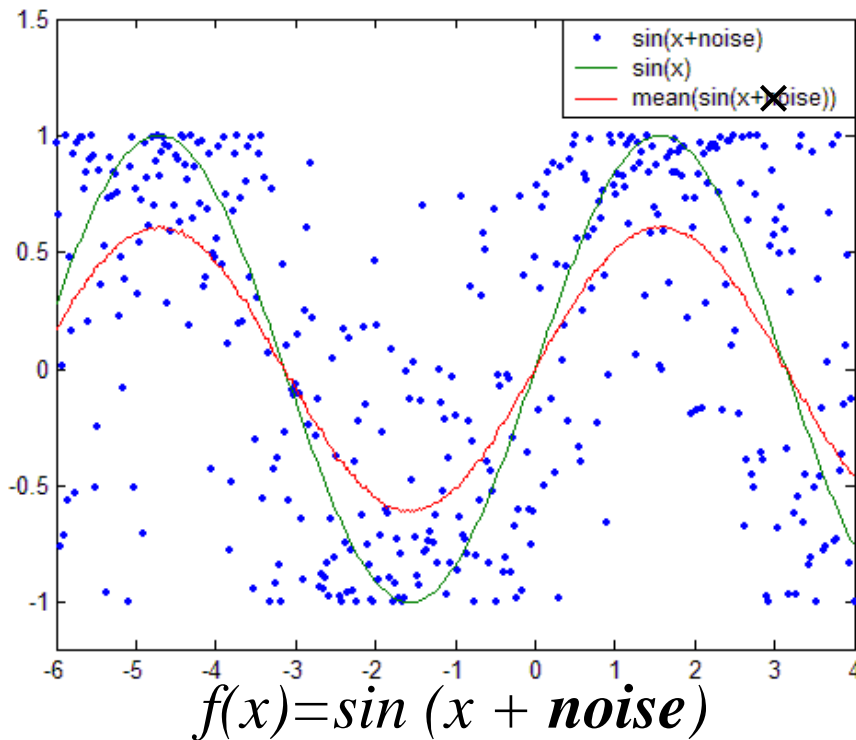 1.5
1
0.5
0
-0.5
-1
-6 -5 -4 -3 -2 -1 0 1 2 3 4
sin(x+noise)
sin(x)
mean(sin(x+noise))
f(x)=sin (x + noise)